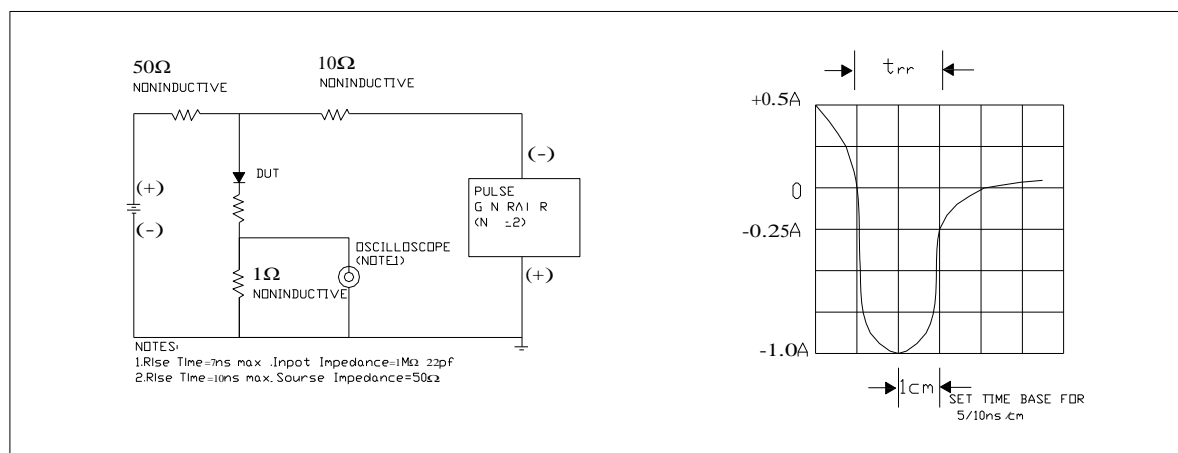 50Ω
NONINDUCTIVE
10Ω
NONINDUCTIVE
(+)
(-)
DUT
1Ω
NONINDUCTIVE
OSCILLOSCOPE
(NOTE1)
(-)
PULSE
(+)
NOTES:
1.Rise Time=7ns max .Input Impedance=1MΩ 22pf
2.Rise Time=10ns max. Sourse Impedance=50Ω
trr
+0.5A
0
-0.25A
-1.0A
1cm
SET TIME BASE FOR
5/10ns/cm